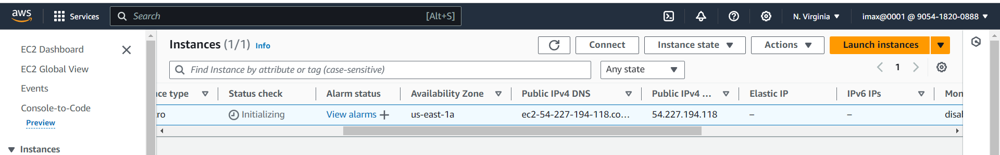 aws Services Search [Alt+S] N. Virginia imax@0001 @ 9054-1820-0888
EC2 Dashboard
EC2 Global View
Events
Console-to-Code
Preview
Instances
Instances (1/1) Info Connect Instance state Actions Launch instances
Find Instance by attribute or tag (case-sensitive) Any state 1
ce type Status check Alarm status Availability Zone Public IPv4 DNS Public IPv4 ... Elastic IP IPv6 IPs Mon
ro Initializing View alarms + us-east-1a ec2-54-227-194-118.co... 54.227.194.118 – – disal